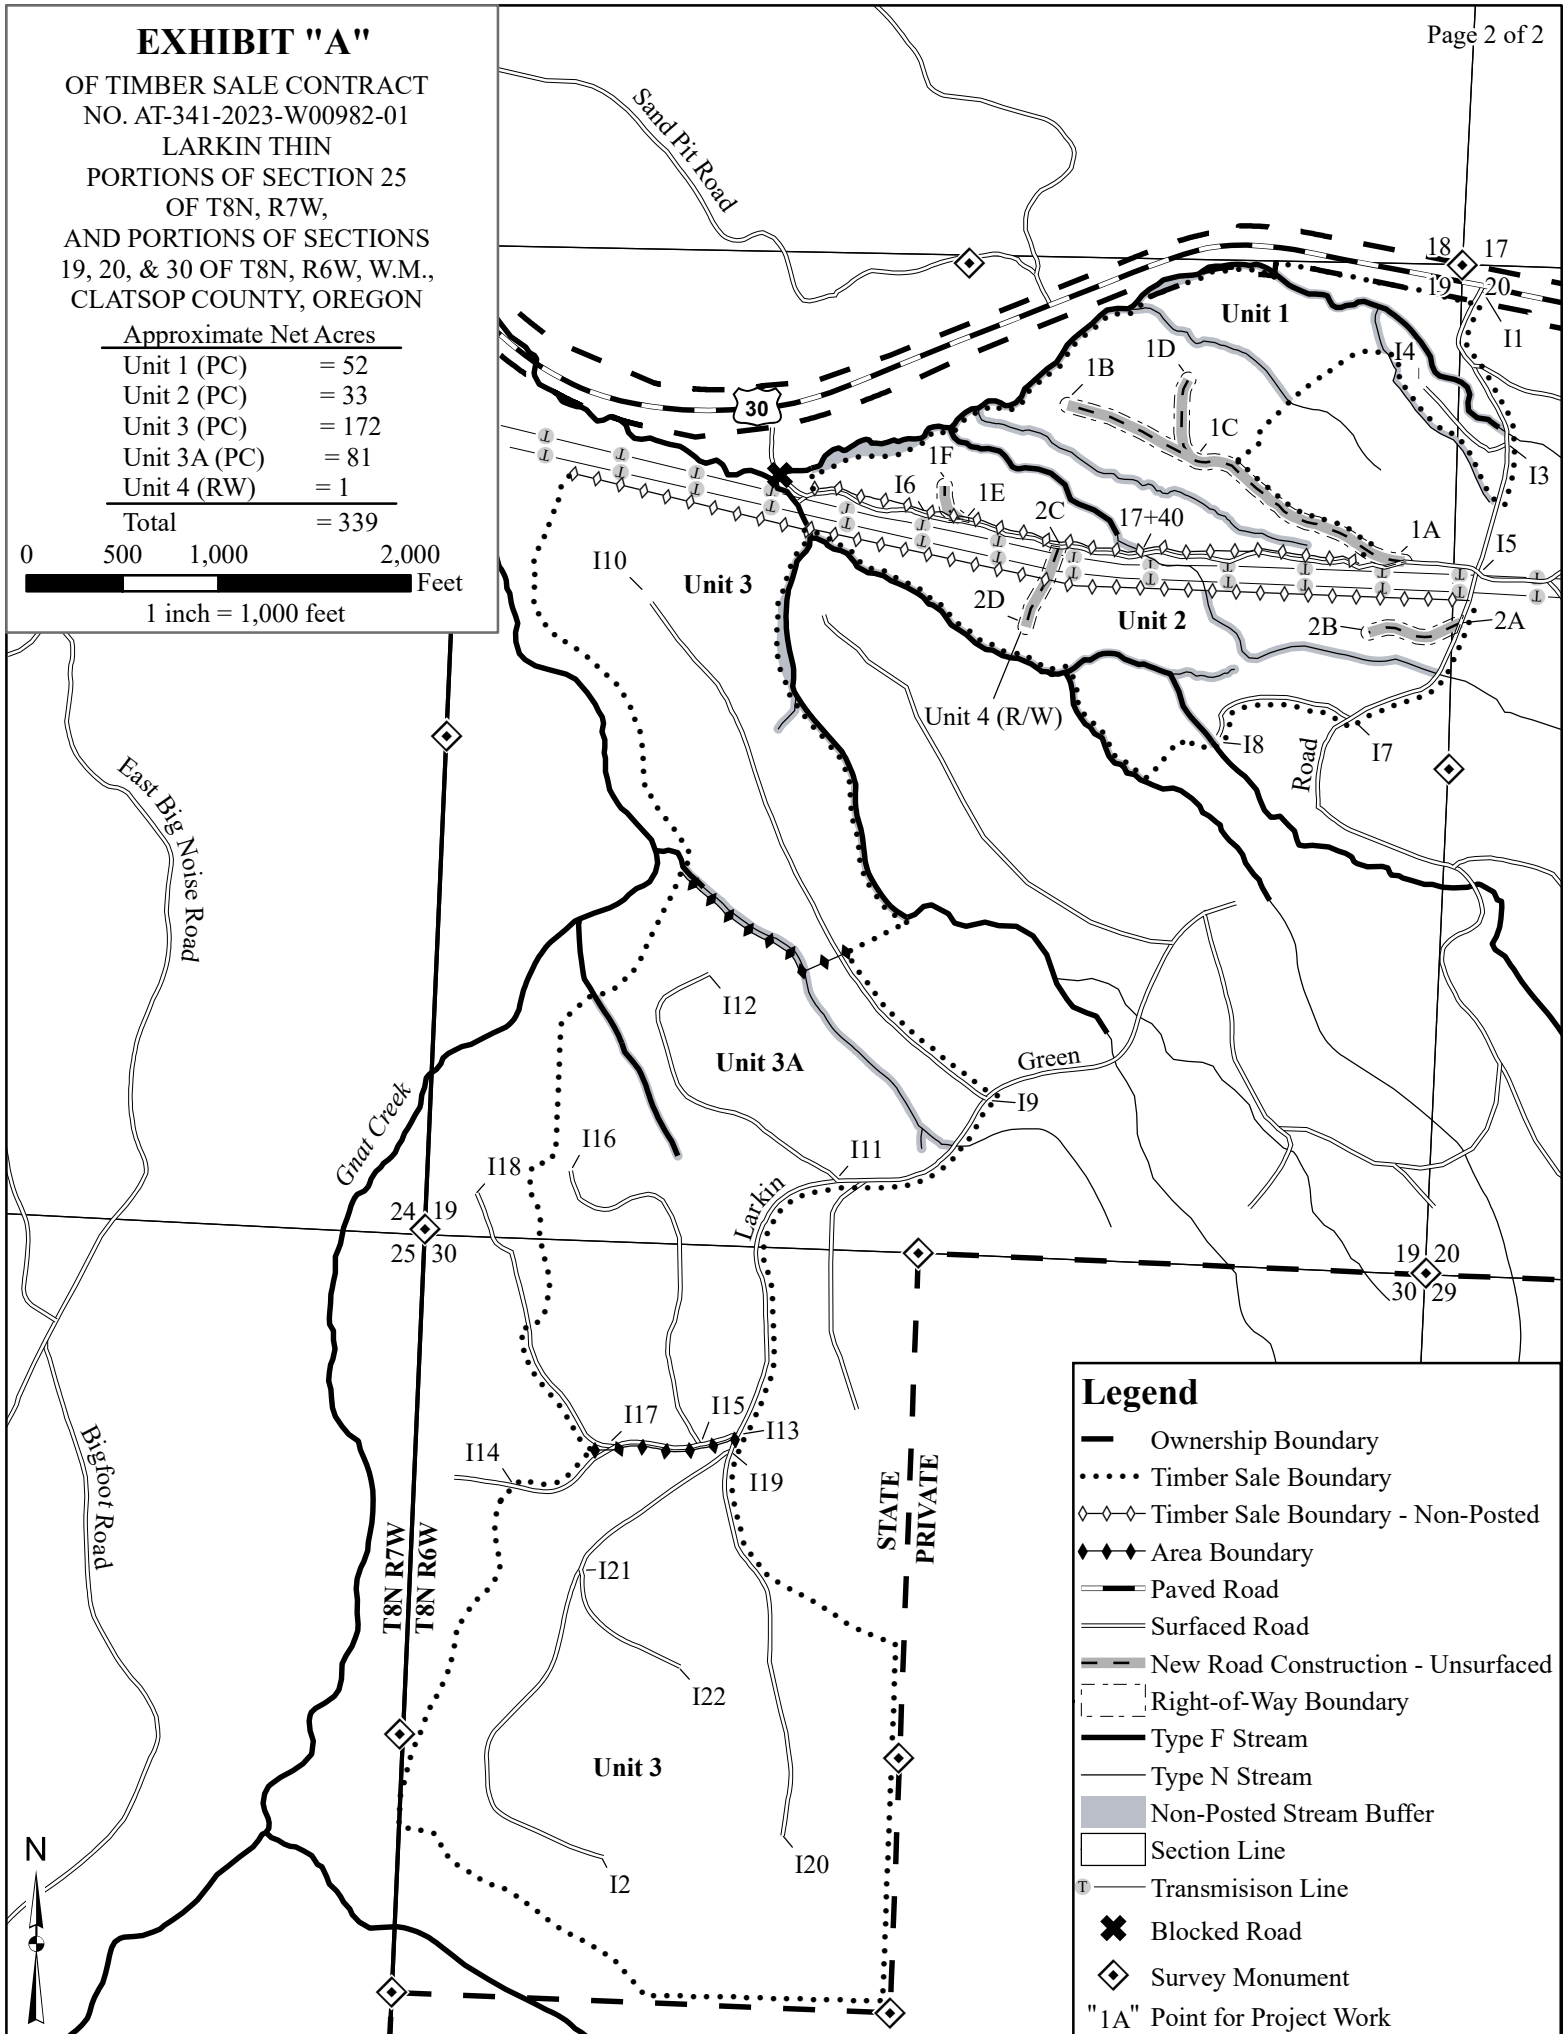 EXHIBIT "A"
OF TIMBER SALE CONTRACT
NO. AT-341-2023-W00982-01
LARKIN THIN
PORTIONS OF SECTION 25
OF T8N, R7W,
AND PORTIONS OF SECTIONS
19, 20, & 30 OF T8N, R6W, W.M.,
CLATSOP COUNTY, OREGON
Approximate Net Acres
Unit 1 (PC) = 52
Unit 2 (PC) = 33
Unit 3 (PC) = 172
Unit 3A (PC) = 81
Unit 4 (RW) = 1
Total = 339
0 500 1,000 2,000
Feet
1 inch = 1,000 feet
Page 2 of 2
Sand Pit Road
18 17
19 20
Unit 1
I1
I4
1D
1B
30
1C
1F
I3
I6
1E
2C
17+40
1A
I5
I10
Unit 3
2D
Unit 2
2B
2A
Unit 4 (R/W)
I8
I7
Road
East Big Noise Road
I12
Unit 3A
Green
I9
Gnat Creek
I16
I18
I11
Larkin
24 19
25 30
19 20
30 29
I17
I15
I13
I14
I19
Bigfoot Road
STATE
PRIVATE
T8N R7W
T8N R6W
I21
I22
Unit 3
I20
I2
N
Legend
Ownership Boundary
Timber Sale Boundary
Timber Sale Boundary - Non-Posted
Area Boundary
Paved Road
Surfaced Road
New Road Construction - Unsurfaced
Right-of-Way Boundary
Type F Stream
Type N Stream
Non-Posted Stream Buffer
Section Line
T Transmisison Line
Blocked Road
Survey Monument
"1A" Point for Project Work